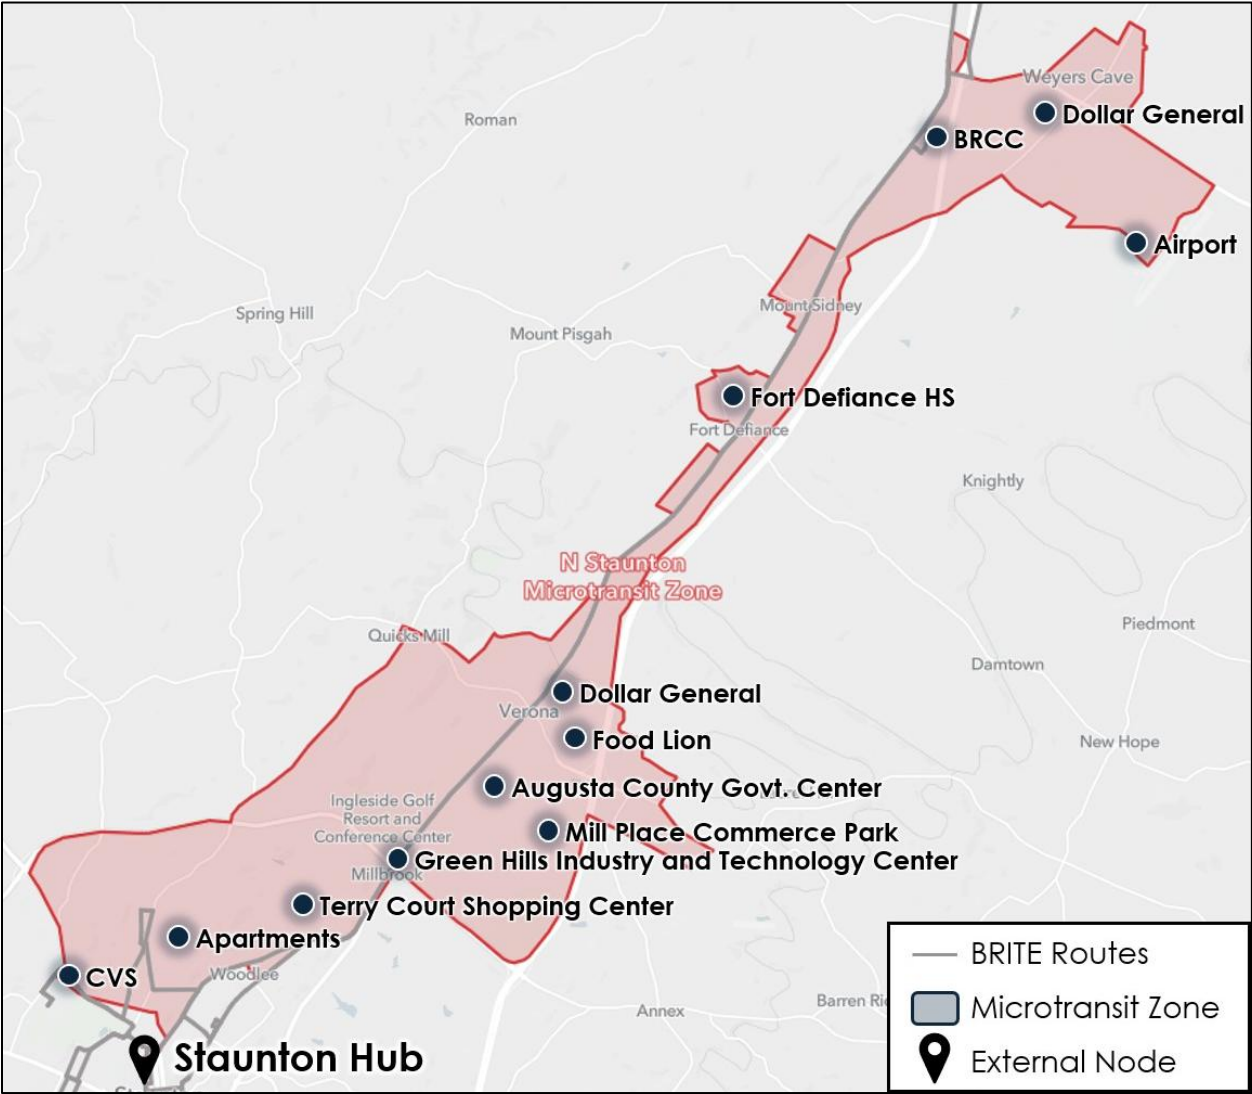 Weyers Cave
Dollar General
Roman
BRCC
Airport
Spring Hill
Mount Sidney
Mount Pisgah
Fort Defiance HS
Fort Defiance
Knightly
N Staunton
Microtransit Zone
Quicks Mill
Piedmont
Damtown
Dollar General
Verona
Food Lion
New Hope
Augusta County Govt. Center
Ingleside Golf
Resort and
Conference Center
Mill Place Commerce Park
Green Hills Industry and Technology Center
Millbrook
Terry Court Shopping Center
Apartments
CVS
Woodlee
Annex
Barren
Staunton Hub
BRITE Routes
Microtransit Zone
External Node